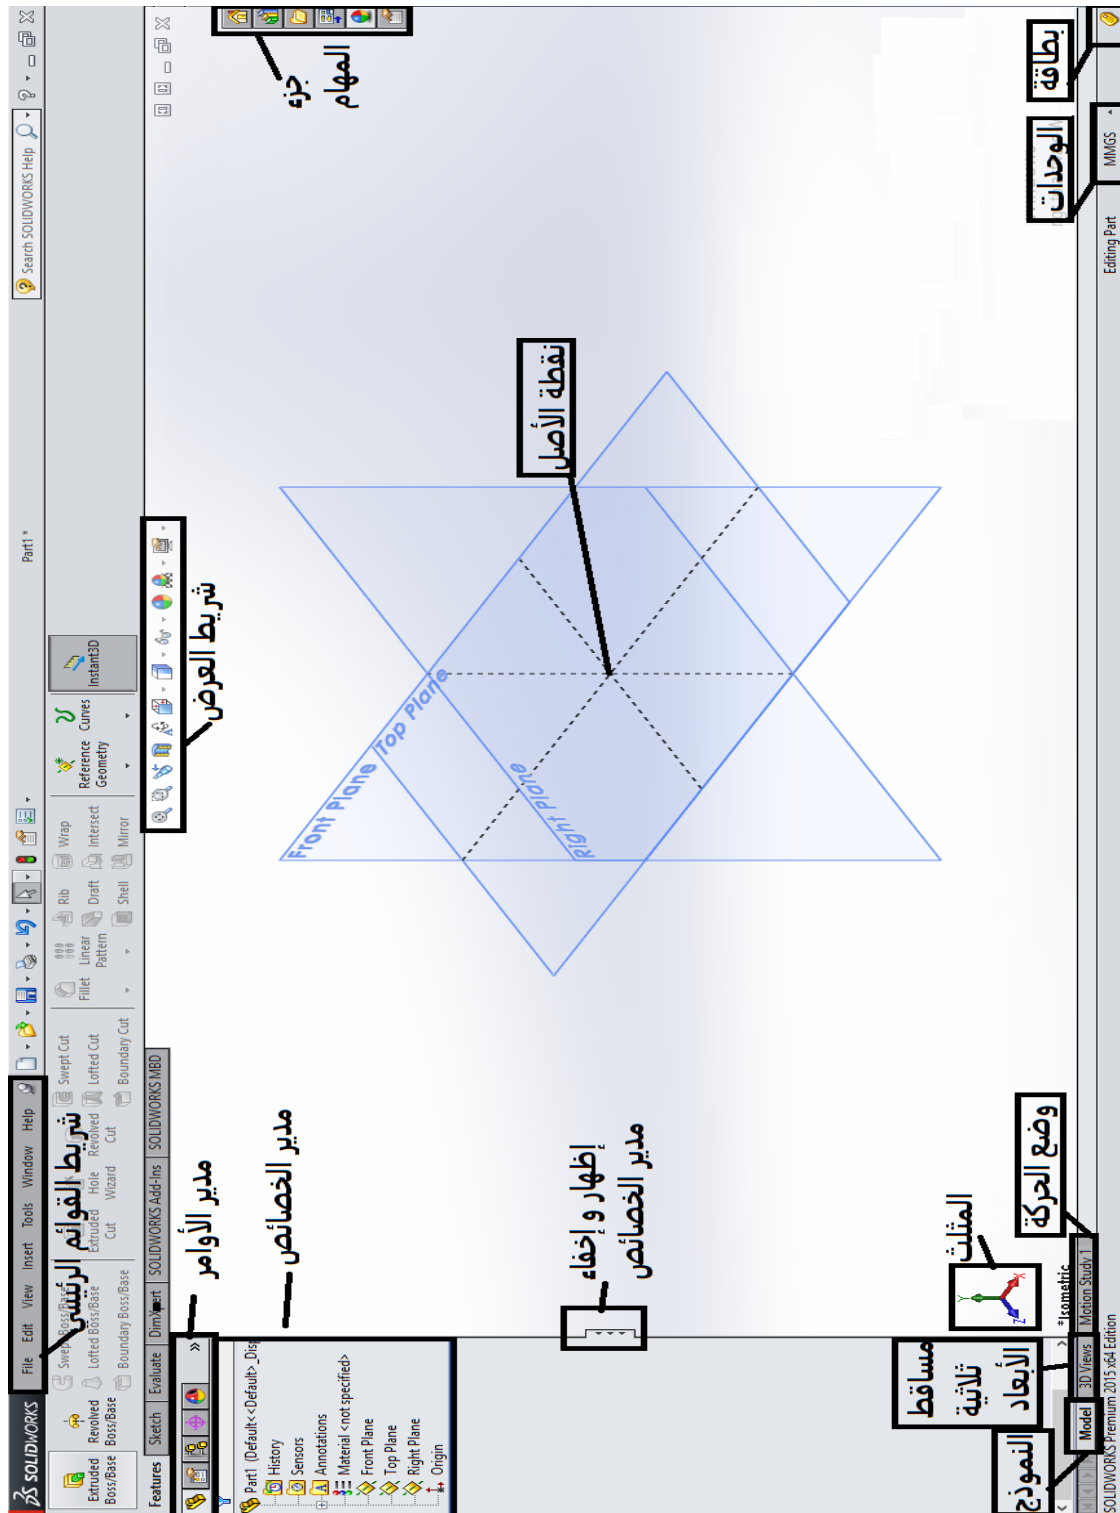 SOLIDWORKS
File Edit View Insert Tools Window Help
Part1 *
Search SOLIDWORKS Help
شريط القوائم الرئيسي
Extruded Boss/Base
Revolved Boss/Base
Swept Boss/Base
Lofted Boss/Base
Boundary Boss/Base
Extruded Cut
Hole Wizard
Revolved Cut
Swept Cut
Lofted Cut
Boundary Cut
Fillet
Linear Pattern
Rib
Draft
Shell
Wrap
Intersect
Mirror
Reference Geometry
Curves
Instant3D
Features Sketch Evaluate DimXpert SOLIDWORKS Add-Ins SOLIDWORKS MBD
شريط العرض
جزء
المهام
مدير الأوامر
مدير الخصائص
Part1 (Default<<Default>_Disp
History
Sensors
Annotations
Material <not specified>
Front Plane
Top Plane
Right Plane
Origin
Front Plane
Top Plane
Right Plane
نقطة الأصل
إظهار و إخفاء
مدير الخصائص
المثلث
Y
X
Z
*Isometric
مساقط
ثلاثية
الأبعاد
النموذج
وضع الحركة
الوحدات
بطاقة
Model 3D Views Motion Study 1
SOLIDWORKS Premium 2015 x64 Edition
Editing Part
MMGS